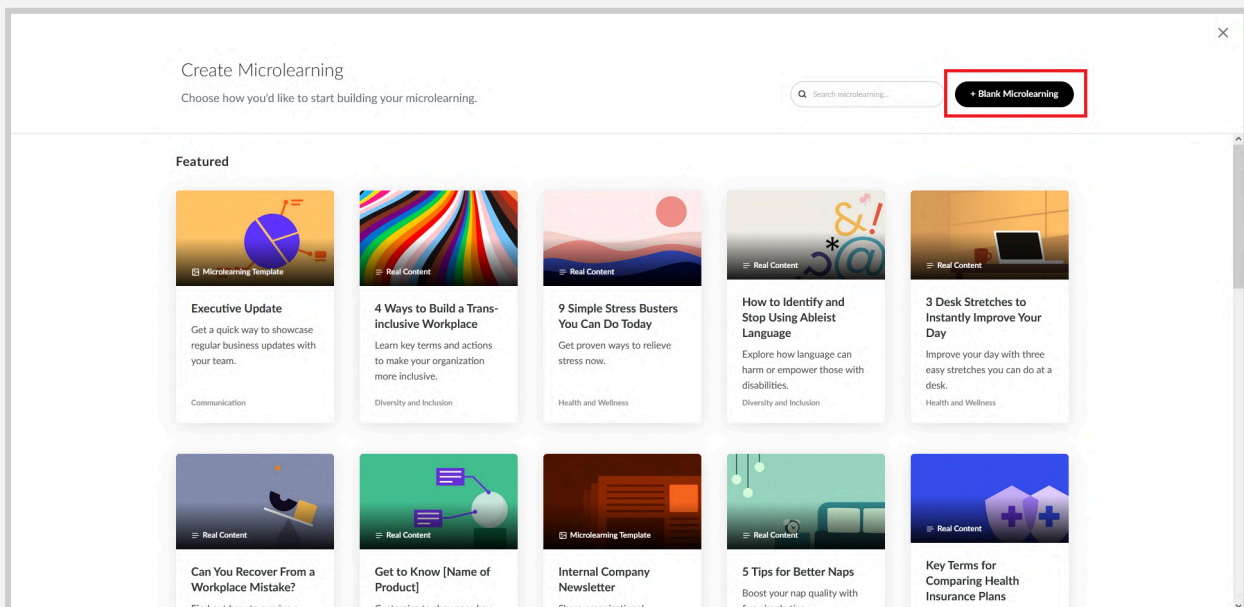 Create Microlearning
Choose how you'd like to start building your microlearning.
Search microlearning...
+ Blank Microlearning
Featured
Microlearning Template
Executive Update
Get a quick way to showcase
regular business updates with
your team.
Communication
Real Content
4 Ways to Build a Trans-
inclusive Workplace
Learn key terms and actions
to make your organization
more inclusive.
Diversity and Inclusion
Real Content
9 Simple Stress Busters
You Can Do Today
Get proven ways to relieve
stress now.
Health and Wellness
&!
*@
Real Content
How to Identify and
Stop Using Ableist
Language
Explore how language can
harm or empower those with
disabilities.
Diversity and Inclusion
Real Content
3 Desk Stretches to
Instantly Improve Your
Day
Improve your day with three
easy stretches you can do at a
desk.
Health and Wellness
Real Content
Can You Recover From a
Workplace Mistake?
Real Content
Get to Know [Name of
Product]
Microlearning Template
Internal Company
Newsletter
Real Content
5 Tips for Better Naps
Boost your nap quality with
Real Content
Key Terms for
Comparing Health
Insurance Plans